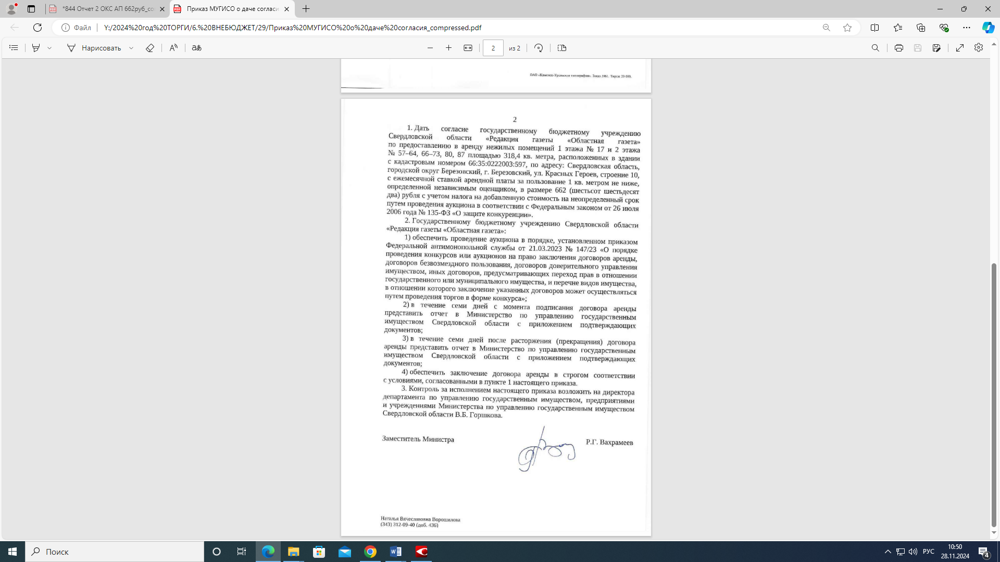 *844 Отчет 2 ОКС АП 662руб_со
Приказ МУГИСО о даче согласи
Файл
Y:/2024%20год%20ТОРГИ/6.%20ВНЕБЮДЖЕТ/29/Приказ%20МУГИСО%20о%20даче%20согласия_compressed.pdf
Нарисовать
2 из 2
ОАО «Каменск-Уральская типография». Заказ 3961. Тираж 20 000.
2
1. Дать согласие государственному бюджетному учреждению
Свердловской области «Редакция газеты «Областная газета»
по предоставлению в аренду нежилых помещений 1 этажа № 17 и 2 этажа
№ 57–64, 66–73, 80, 87 площадью 318,4 кв. метра, расположенных в здании
с кадастровым номером 66:35:0222003:597, по адресу: Свердловская область,
городской округ Березовский, г. Березовский, ул. Красных Героев, строение 10,
с ежемесячной ставкой арендной платы за пользование 1 кв. метром не ниже,
определенной независимым оценщиком, в размере 662 (шестьсот шестьдесят
два) рубля с учетом налога на добавленную стоимость на неопределенный срок
путем проведения аукциона в соответствии с Федеральным законом от 26 июля
2006 года № 135-ФЗ «О защите конкуренции».
2. Государственному бюджетному учреждению Свердловской области
«Редакция газеты «Областная газета»:
1) обеспечить проведение аукциона в порядке, установленном приказом
Федеральной антимонопольной службы от 21.03.2023 № 147/23 «О порядке
проведения конкурсов или аукционов на право заключения договоров аренды,
договоров безвозмездного пользования, договоров доверительного управления
имуществом, иных договоров, предусматривающих переход прав в отношении
государственного или муниципального имущества, и перечне видов имущества,
в отношении которого заключение указанных договоров может осуществляться
путем проведения торгов в форме конкурса»;
2) в течение семи дней с момента подписания договора аренды
представить отчет в Министерство по управлению государственным
имуществом Свердловской области с приложением подтверждающих
документов;
3) в течение семи дней после расторжения (прекращения) договора
аренды представить отчет в Министерство по управлению государственным
имуществом Свердловской области с приложением подтверждающих
документов;
4) обеспечить заключение договора аренды в строгом соответствии
с условиями, согласованными в пункте 1 настоящего приказа.
3. Контроль за исполнением настоящего приказа возложить на директора
департамента по управлению государственным имуществом, предприятиями
и учреждениями Министерства по управлению государственным имуществом
Свердловской области В.Б. Горшкова.
Заместитель Министра
Р.Г. Вахрамеев
Наталья Вячеславовна Ворошилова
(343) 312-09-40 (доб. 436)
Поиск
РУС
10:50
28.11.2024
4